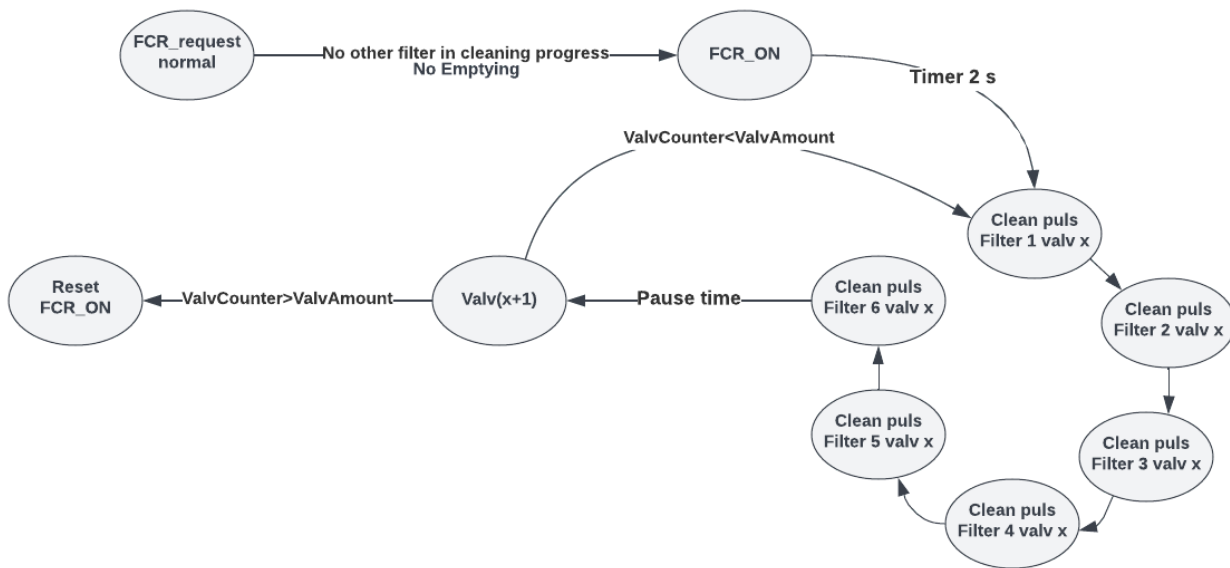 FCR_request
normal
No other filter in cleaning progress
No Emptying
FCR_ON
Timer 2 s
ValvCounter<ValvAmount
Clean puls
Filter 1 valv x
Reset
FCR_ON
ValvCounter>ValvAmount
Valv(x+1)
Pause time
Clean puls
Filter 6 valv x
Clean puls
Filter 2 valv x
Clean puls
Filter 5 valv x
Clean puls
Filter 3 valv x
Clean puls
Filter 4 valv x